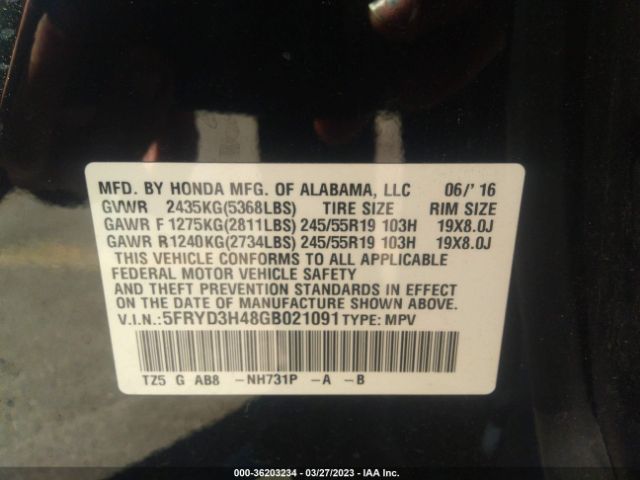 MFD. BY HONDA MFG. OF ALABAMA, LLC 06/'16
GVWR 2435KG(5368LBS) TIRE SIZE RIM SIZE
GAWR F 1275KG(2811LBS) 245/55R19 103H 19X8.0J
GAWR R 1240KG(2734LBS) 245/55R19 103H 19X8.0J
THIS VEHICLE CONFORMS TO ALL APPLICABLE
FEDERAL MOTOR VEHICLE SAFETY
AND THEFT PREVENTION STANDARDS IN EFFECT
ON THE DATE OF MANUFACTURE SHOWN ABOVE.
V.I.N.:5FRYD3H48GB021091 TYPE: MPV
TZ5 G AB8 -NH731P -A -B
000-36203234 - 03/27/2023 - IAA Inc.